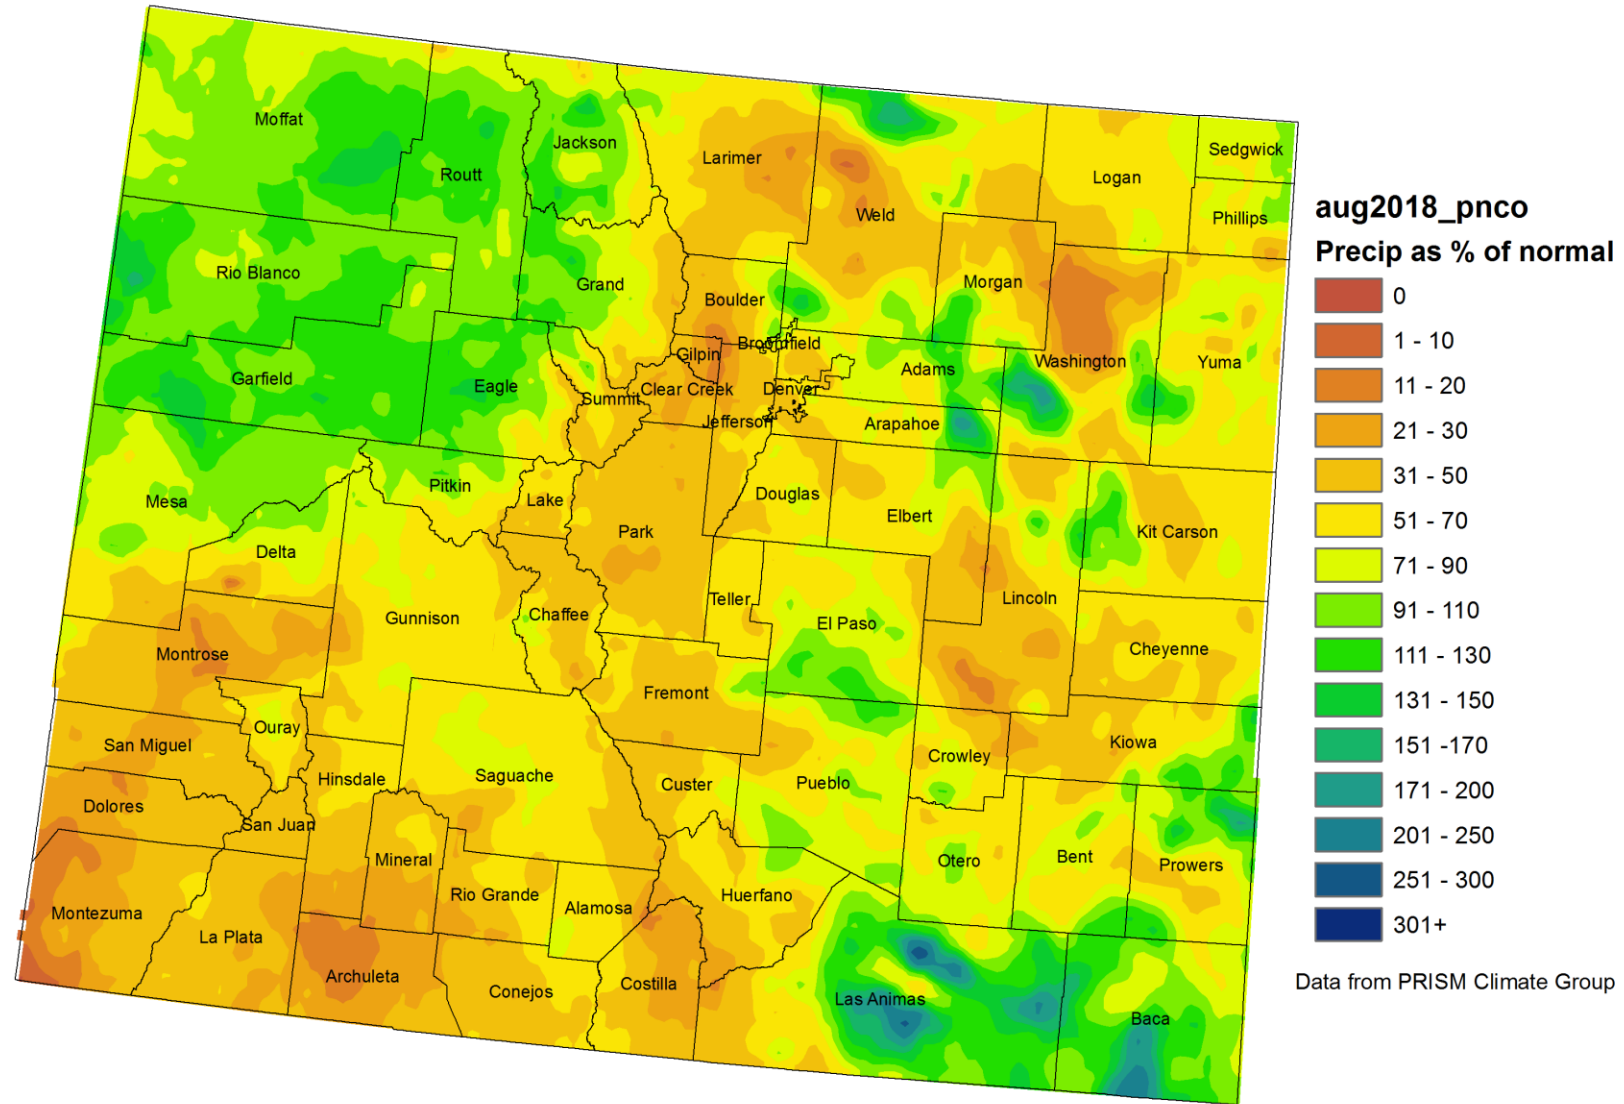 Moffat
Routt
Jackson
Larimer
Weld
Logan
Sedgwick
Phillips
Rio Blanco
Grand
Boulder
Morgan
Gilpin
Broomfield
Washington
Yuma
Garfield
Eagle
Summit
Clear Creek
Denver
Adams
Jefferson
Arapahoe
Mesa
Pitkin
Lake
Park
Douglas
Elbert
Kit Carson
Delta
Gunnison
Chaffee
Teller
El Paso
Lincoln
Cheyenne
Montrose
Fremont
Ouray
San Miguel
Saguache
Hinsdale
Custer
Pueblo
Crowley
Kiowa
Dolores
San Juan
Mineral
Otero
Bent
Prowers
Rio Grande
Alamosa
Huerfano
Montezuma
La Plata
Archuleta
Conejos
Costilla
Las Animas
Baca
aug2018_pnco
Precip as % of normal
0
1 - 10
11 - 20
21 - 30
31 - 50
51 - 70
71 - 90
91 - 110
111 - 130
131 - 150
151 -170
171 - 200
201 - 250
251 - 300
301+
Data from PRISM Climate Group